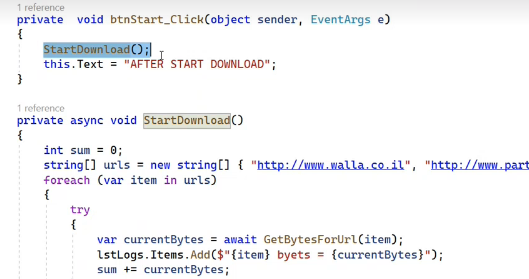 1 reference
private  void btnStart_Click(object sender, EventArgs e)
{
StartDownload();
this.Text = "AFTER START DOWNLOAD";
}
1 reference
private async void StartDownload()
{
int sum = 0;
string[] urls = new string[] { "http://www.walla.co.il", "http://www.part
foreach (var item in urls)
{
try
{
var currentBytes = await GetBytesForUrl(item);
lstLogs.Items.Add($"{item} byets = {currentBytes}");
sum += currentBytes;